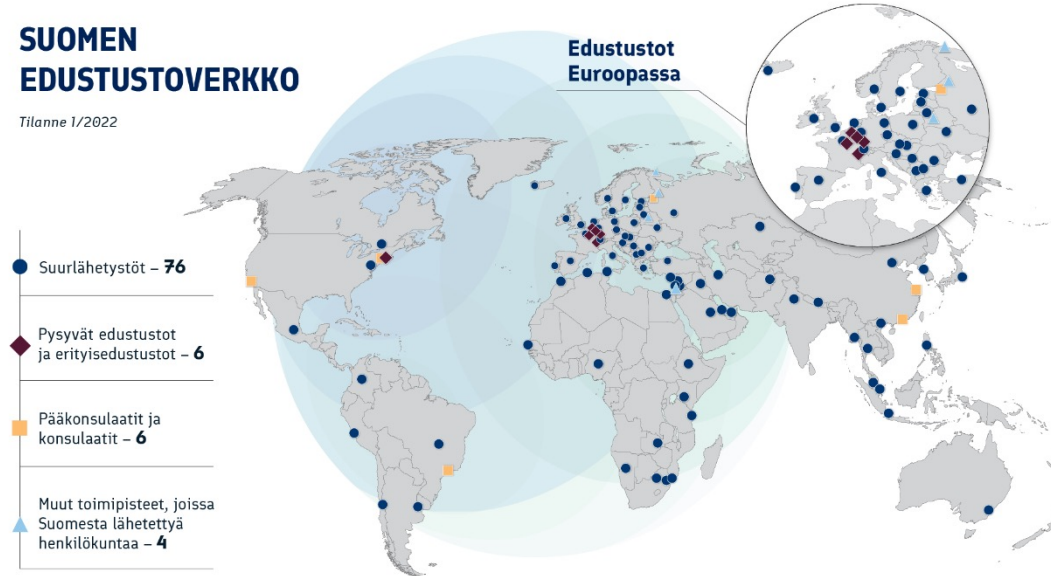 SUOMEN
EDUSTUSTOVERKKO
Tilanne 1/2022
Edustustot
Euroopassa
Suurlähetystöt – 76
Pysyvät edustustot
ja erityisedustustot – 6
Pääkonsulaatit ja
konsulaatit – 6
Muut toimipisteet, joissa
Suomesta lähetettyä
henkilökuntaa – 4